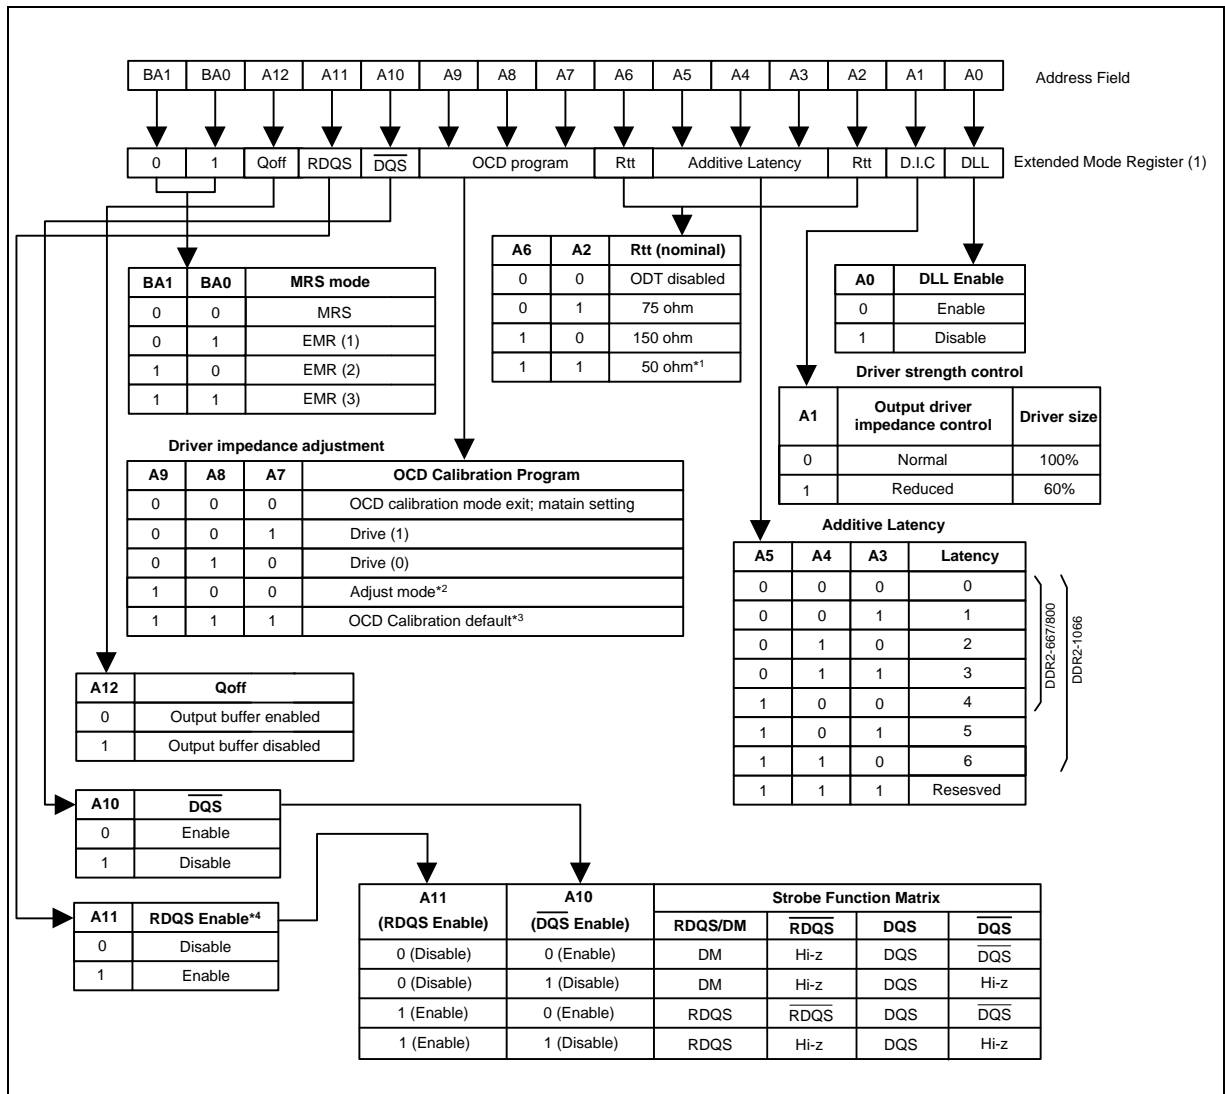 BA1 BA0 A12 A11 A10 A9 A8 A7 A6 A5 A4 A3 A2 A1 A0 Address Field
0 1 Qoff RDQS D̅Q̅S̅ OCD program Rtt Additive Latency Rtt D.I.C DLL Extended Mode Register (1)
BA1 BA0 MRS mode
0 0 MRS
0 1 EMR (1)
1 0 EMR (2)
1 1 EMR (3)
A6 A2 Rtt (nominal)
0 0 ODT disabled
0 1 75 ohm
1 0 150 ohm
1 1 50 ohm*1
A0 DLL Enable
0 Enable
1 Disable
Driver strength control
A1 Output driver impedance control Driver size
0 Normal 100%
1 Reduced 60%
Driver impedance adjustment
A9 A8 A7 OCD Calibration Program
0 0 0 OCD calibration mode exit; matain setting
0 0 1 Drive (1)
0 1 0 Drive (0)
1 0 0 Adjust mode*2
1 1 1 OCD Calibration default*3
Additive Latency
A5 A4 A3 Latency
0 0 0 0
0 0 1 1
0 1 0 2
0 1 1 3
1 0 0 4
1 0 1 5
1 1 0 6
1 1 1 Resesved
DDR2-667/800
DDR2-1066
A12 Qoff
0 Output buffer enabled
1 Output buffer disabled
A10 D̅Q̅S̅
0 Enable
1 Disable
A11 RDQS Enable*4
0 Disable
1 Enable
A11 (RDQS Enable) A10 (D̅Q̅S̅ Enable) Strobe Function Matrix
RDQS/DM R̅D̅Q̅S̅ DQS D̅Q̅S̅
0 (Disable) 0 (Enable) DM Hi-z DQS D̅Q̅S̅
0 (Disable) 1 (Disable) DM Hi-z DQS Hi-z
1 (Enable) 0 (Enable) RDQS R̅D̅Q̅S̅ DQS D̅Q̅S̅
1 (Enable) 1 (Disable) RDQS Hi-z DQS Hi-z